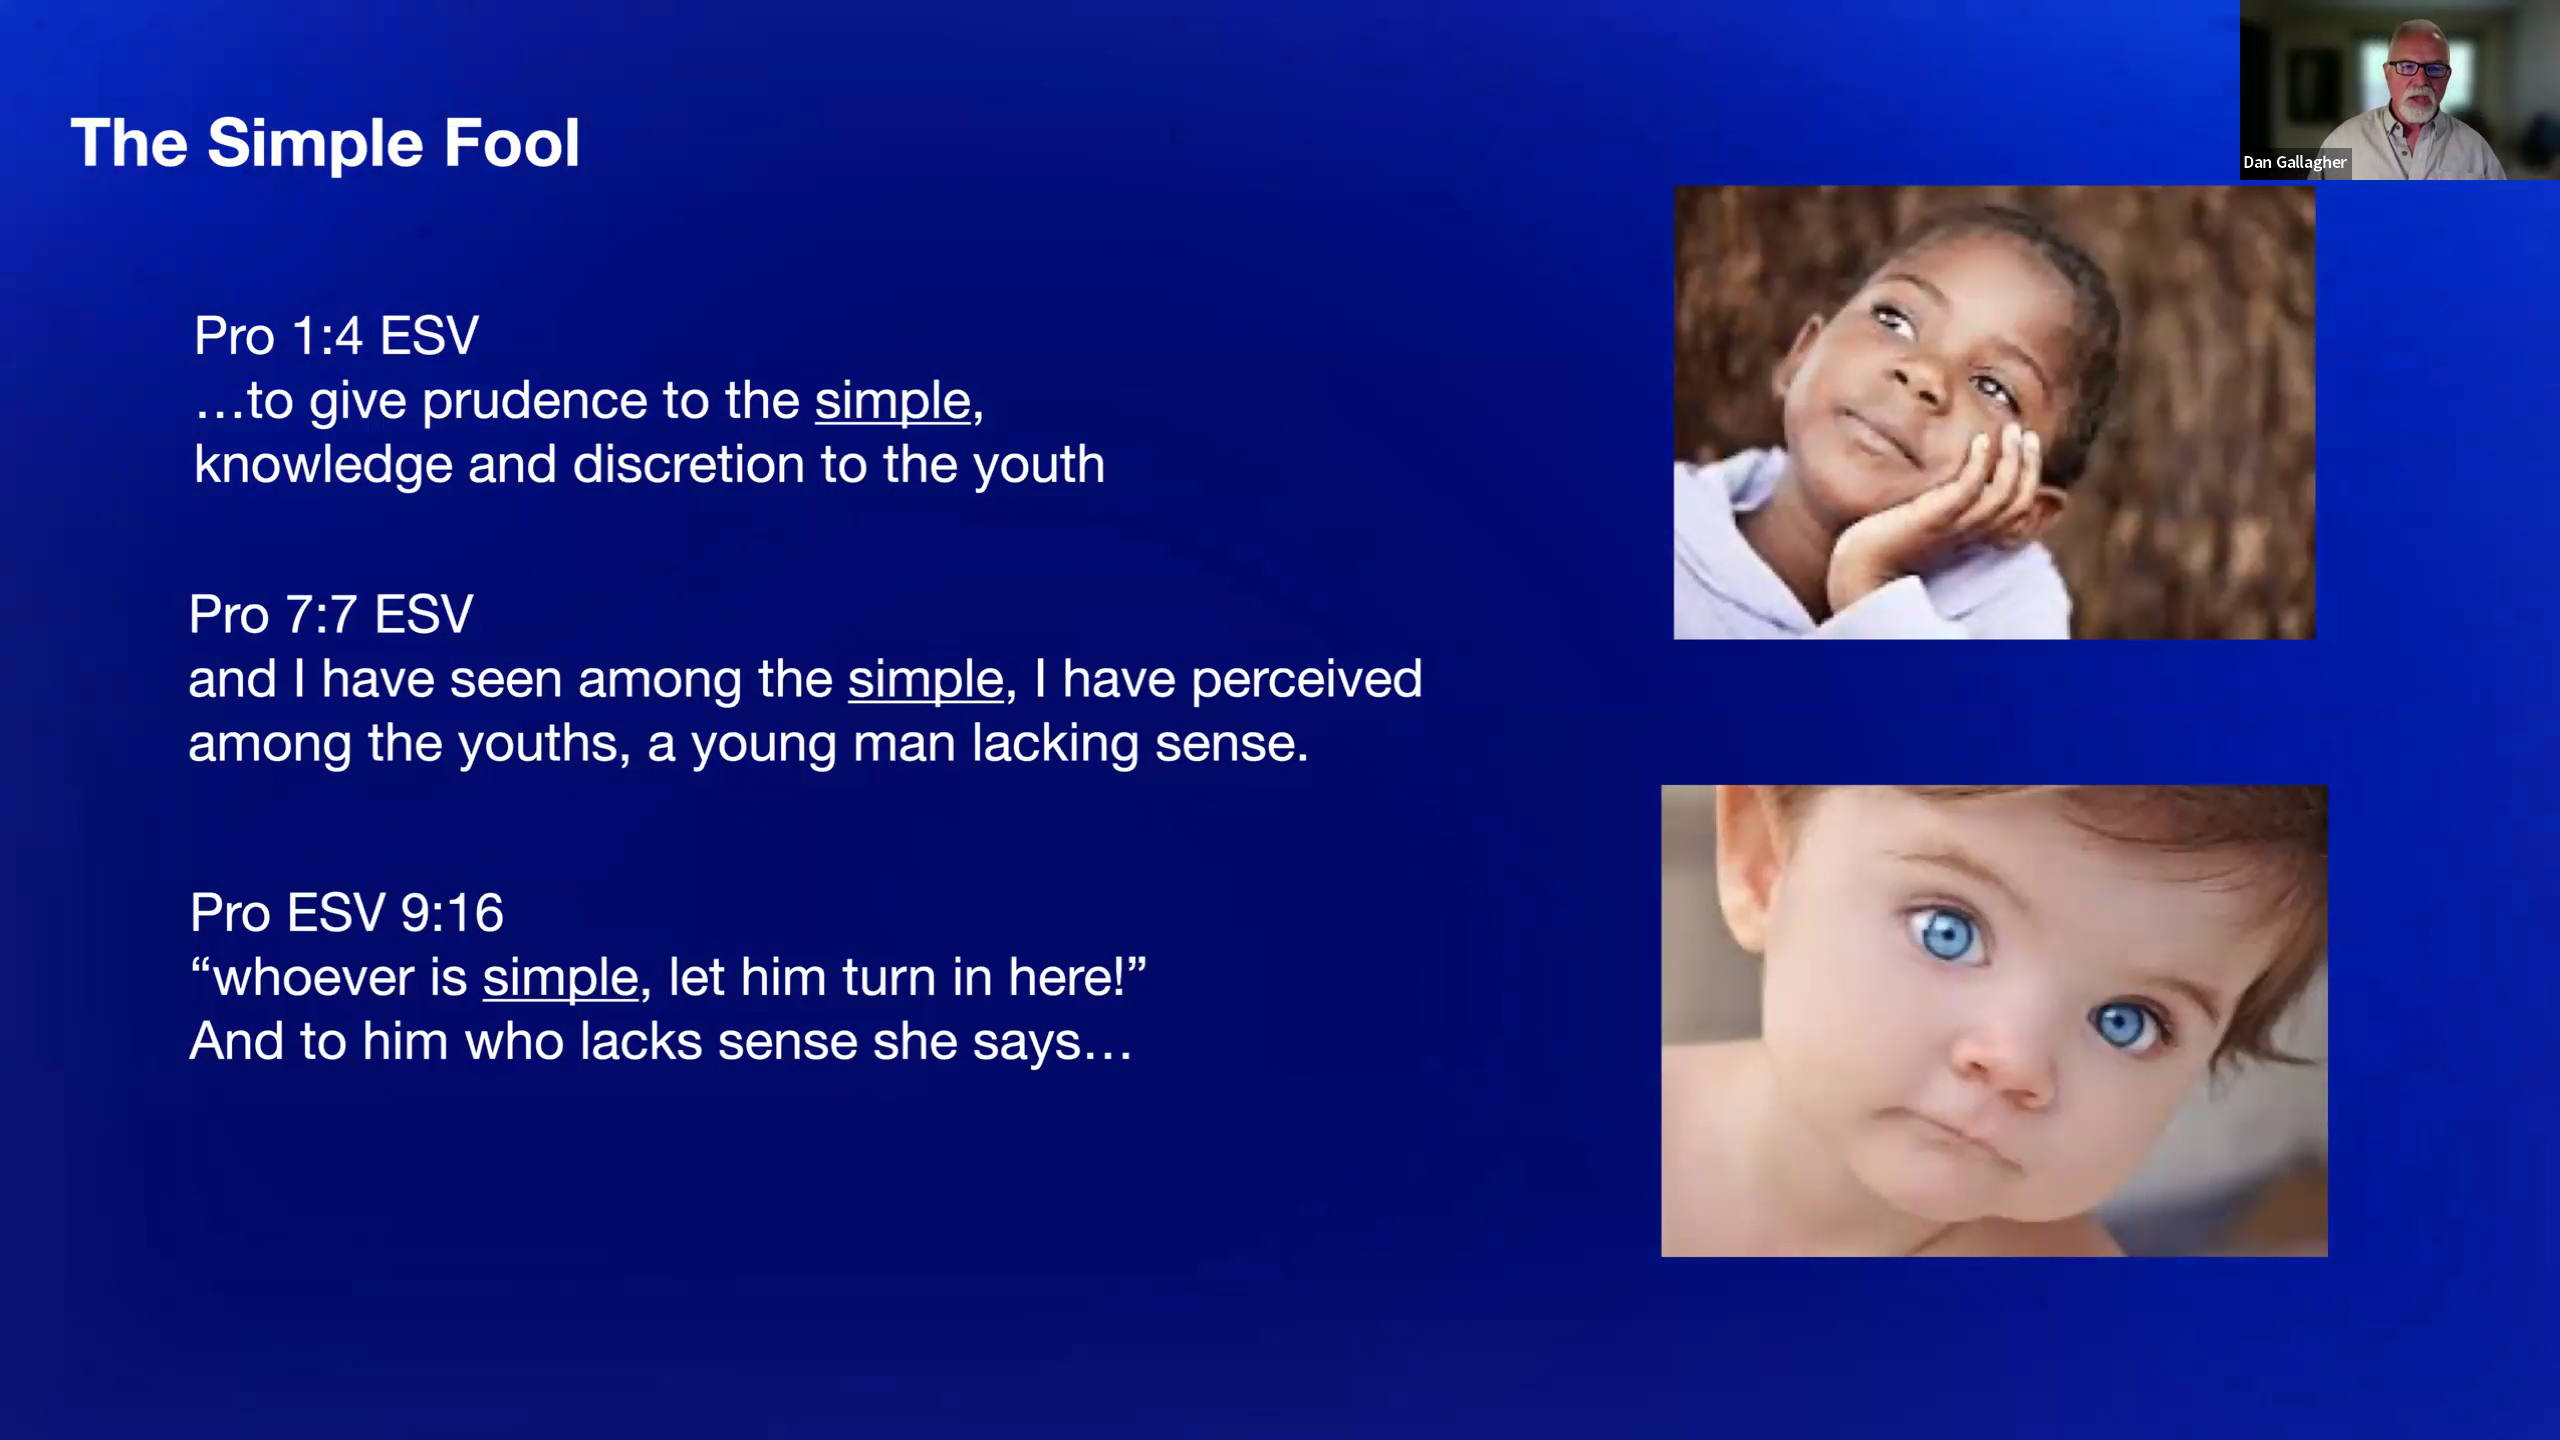 The Simple Fool
Dan Gallagher
Pro 1:4 ESV
…to give prudence to the simple,
knowledge and discretion to the youth
Pro 7:7 ESV
and I have seen among the simple, I have perceived
among the youths, a young man lacking sense.
Pro ESV 9:16
“whoever is simple, let him turn in here!”
And to him who lacks sense she says…